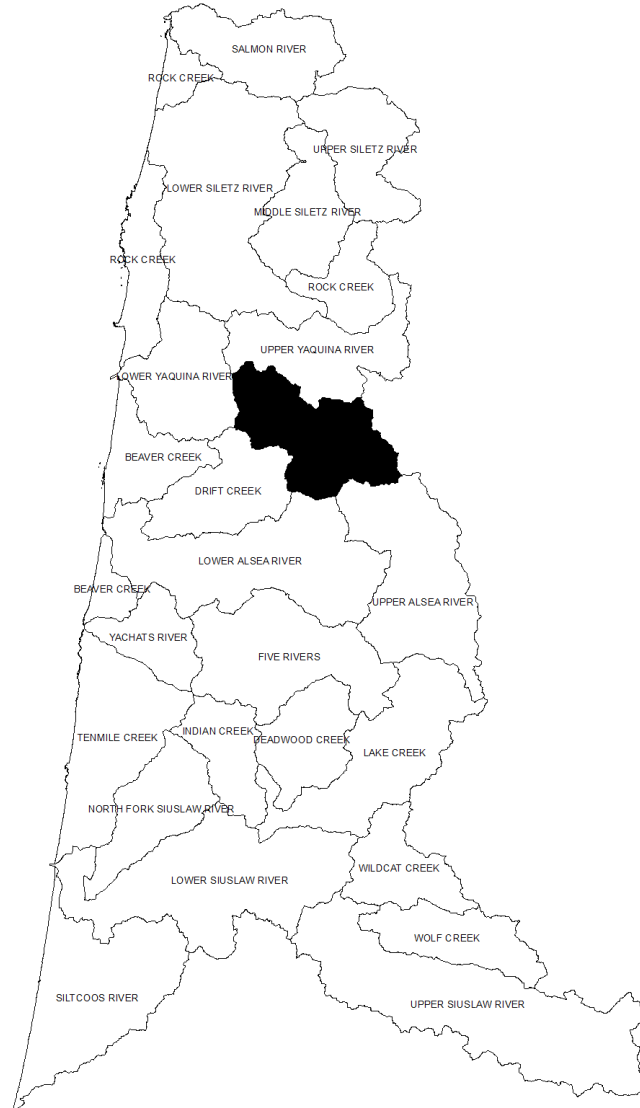 SALMON RIVER
ROCK CREEK
UPPER SILETZ RIVER
LOWER SILETZ RIVER
MIDDLE SILETZ RIVER
ROCK CREEK
ROCK CREEK
UPPER YAQUINA RIVER
LOWER YAQUINA RIVER
BEAVER CREEK
DRIFT CREEK
LOWER ALSEA RIVER
BEAVER CREEK
UPPER ALSEA RIVER
YACHATS RIVER
FIVE RIVERS
INDIAN CREEK
TENMILE CREEK
DEADWOOD CREEK
LAKE CREEK
NORTH FORK SIUSLAW RIVER
WILDCAT CREEK
LOWER SIUSLAW RIVER
WOLF CREEK
SILTCOOS RIVER
UPPER SIUSLAW RIVER